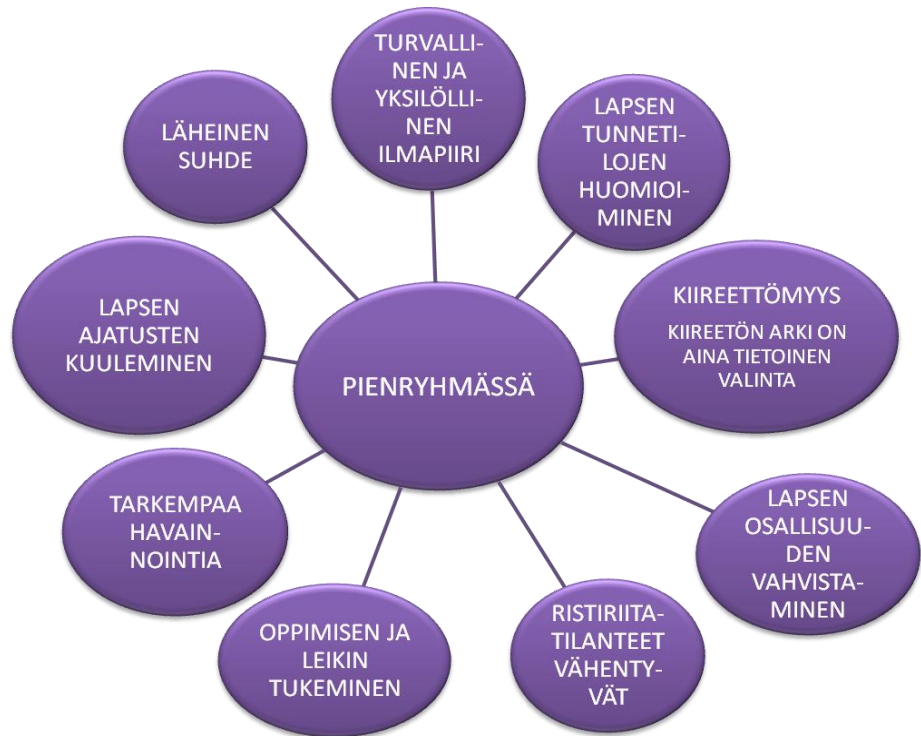 TURVALLI-
NEN JA
YKSILÖLLI-
NEN
ILMAPIIRI
LÄHEINEN
SUHDE
LAPSEN
TUNNETI-
LOJEN
HUOMIOI-
MINEN
LAPSEN
AJATUSTEN
KUULEMINEN
KIIREETTÖMYYS
KIIREETÖN ARKI ON
AINA TIETOINEN
VALINTA
PIENRYHMÄSSÄ
TARKEMPAA
HAVAIN-
NOINTIA
LAPSEN
OSALLISUU-
DEN
VAHVISTA-
MINEN
OPPIMISEN JA
LEIKIN
TUKEMINEN
RISTIRIITA-
TILANTEET
VÄHENTY-
VÄT